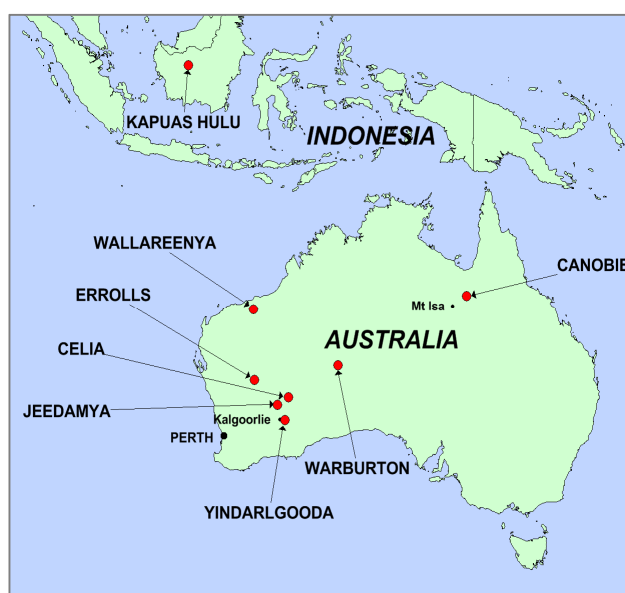 KAPUAS HULU
INDONESIA
WALLAREENYA
CANOBIE
ERROLLS
Mt Isa
AUSTRALIA
CELIA
JEEDAMYA
Kalgoorlie
PERTH
WARBURTON
YINDARLGOODA